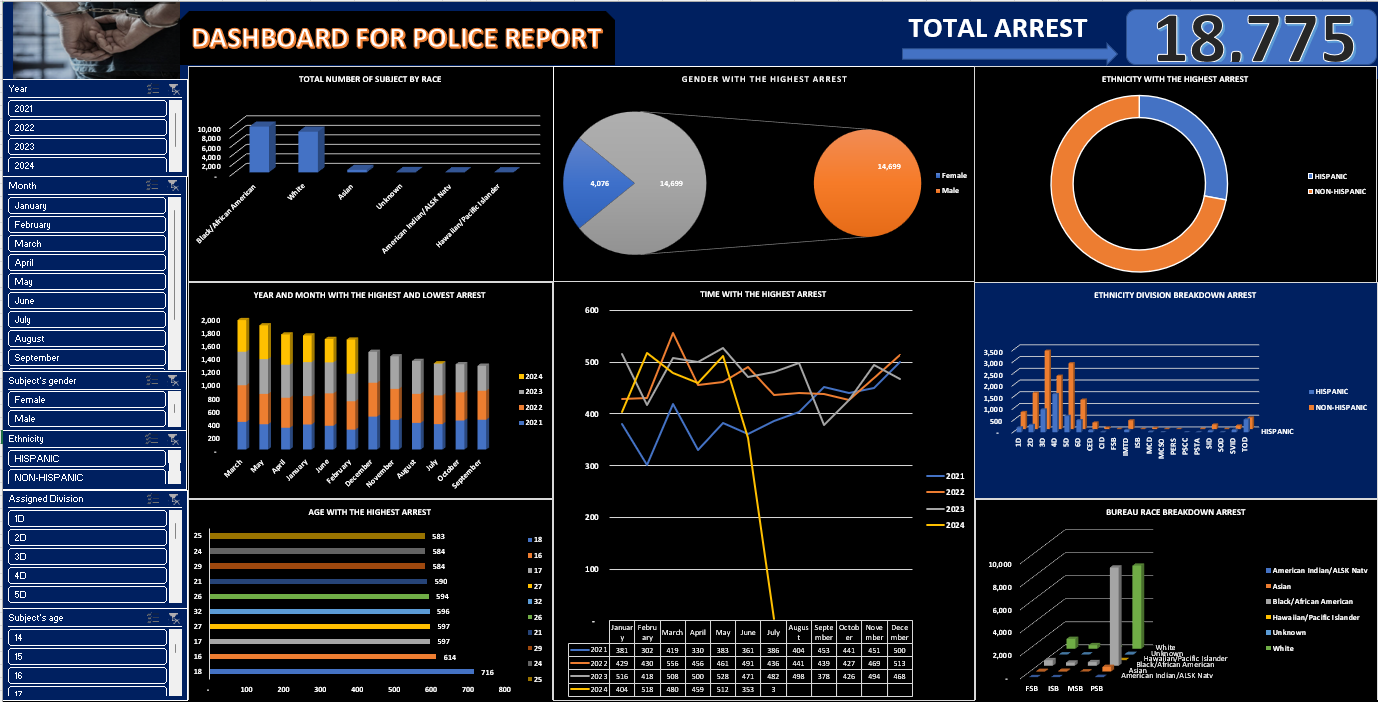 DASHBOARD FOR POLICE REPORT
TOTAL ARREST
18.775
Year
2021
2022
2023
2024
Month
January
February
March
April
May
June
July
August
September
Subject's gender
Female
Male
Ethnicity
HISPANIC
NON-HISPANIC
Assigned Division
1D
2D
3D
4D
5D
Subject's age
14
15
16
17
TOTAL NUMBER OF SUBJECT BY RACE
10,000
8,000
6,000
4,000
2,000
-
Black/African American
White
Asian
Unknown
American Indian/ALSK Natv
Hawaiian/Pacific Islander
GENDER WITH THE HIGHEST ARREST
4,076
14,699
14,699
Female
Male
ETHNICITY WITH THE HIGHEST ARREST
HISPANIC
NON-HISPANIC
YEAR AND MONTH WITH THE HIGHEST AND LOWEST ARREST
2,000
1,800
1,600
1,400
1,200
1,000
800
600
400
200
-
March
May
April
January
June
February
December
November
August
July
October
September
2024
2023
2022
2021
TIME WITH THE HIGHEST ARREST
600
500
400
300
200
100
-
2021
2022
2023
2024
January February March April May June July August September October November December
2021 381 302 419 330 383 361 386 404 453 441 451 500
2022 429 430 556 456 461 491 436 441 439 427 469 513
2023 516 418 508 500 528 471 482 498 378 426 494 468
2024 404 518 480 459 512 353 3
ETHNICITY DIVISION BREAKDOWN ARREST
3,500
3,000
2,500
2,000
1,500
1,000
500
-
1D
2D
3D
4D
5D
6D
CED
CID
FSB
IMTD
ISB
MCD
MCSD
PERS
PSCC
PSTA
SID
SOD
SVID
TOD
HISPANIC
HISPANIC
NON-HISPANIC
AGE WITH THE HIGHEST ARREST
25 583
24 584
29 584
21 590
26 594
32 596
27 597
17 597
16 614
18 716
- 100 200 300 400 500 600 700 800
18
16
17
27
32
26
21
29
24
25
BUREAU RACE BREAKDOWN ARREST
10,000
8,000
6,000
4,000
2,000
-
FSB ISB MSB PSB
White
Unknown
Hawaiian/Pacific Islander
Black/African American
Asian
American Indian/ALSK Natv
American Indian/ALSK Natv
Asian
Black/African American
Hawaiian/Pacific Islander
Unknown
White